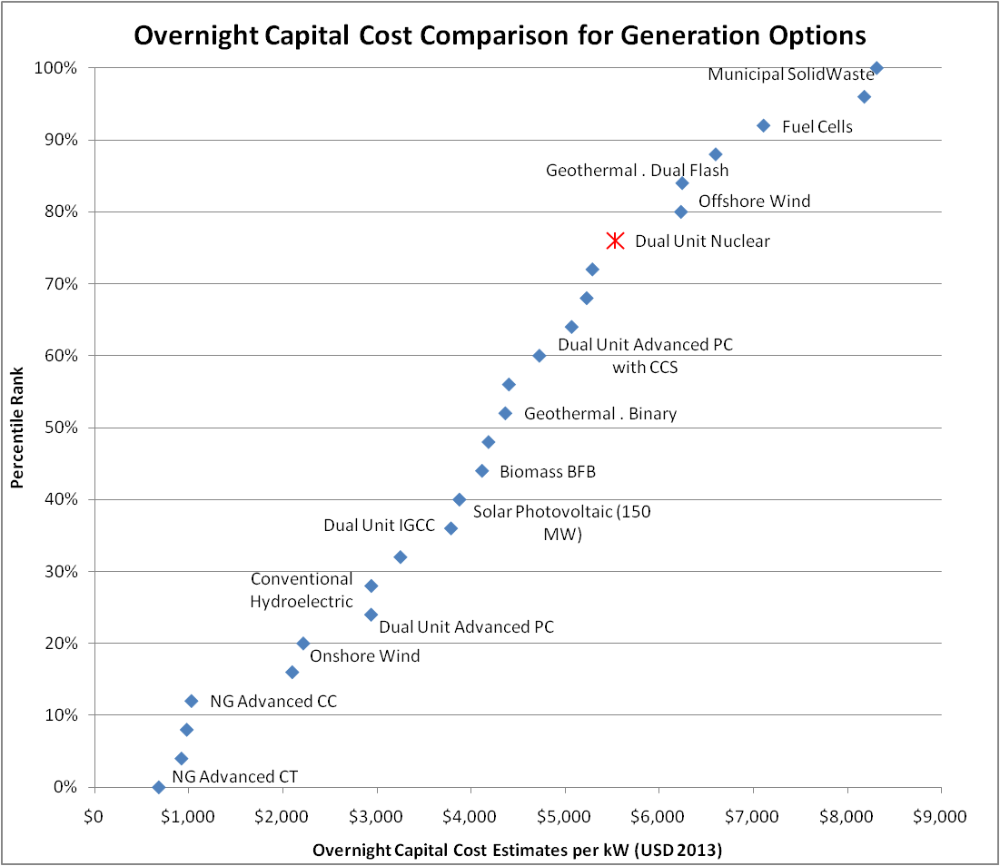 Overnight Capital Cost Comparison for Generation Options
100%
Municipal SolidWaste
Fuel Cells
90%
Geothermal . Dual Flash
Offshore Wind
80%
Dual Unit Nuclear
70%
60%
Dual Unit Advanced PC
with CCS
Geothermal . Binary
50%
Biomass BFB
40%
Solar Photovoltaic (150
MW)
Dual Unit IGCC
30%
Conventional
Hydroelectric
Dual Unit Advanced PC
20%
Onshore Wind
NG Advanced CC
10%
NG Advanced CT
0%
Percentile Rank
$0 $1,000 $2,000 $3,000 $4,000 $5,000 $6,000 $7,000 $8,000 $9,000
Overnight Capital Cost Estimates per kW (USD 2013)